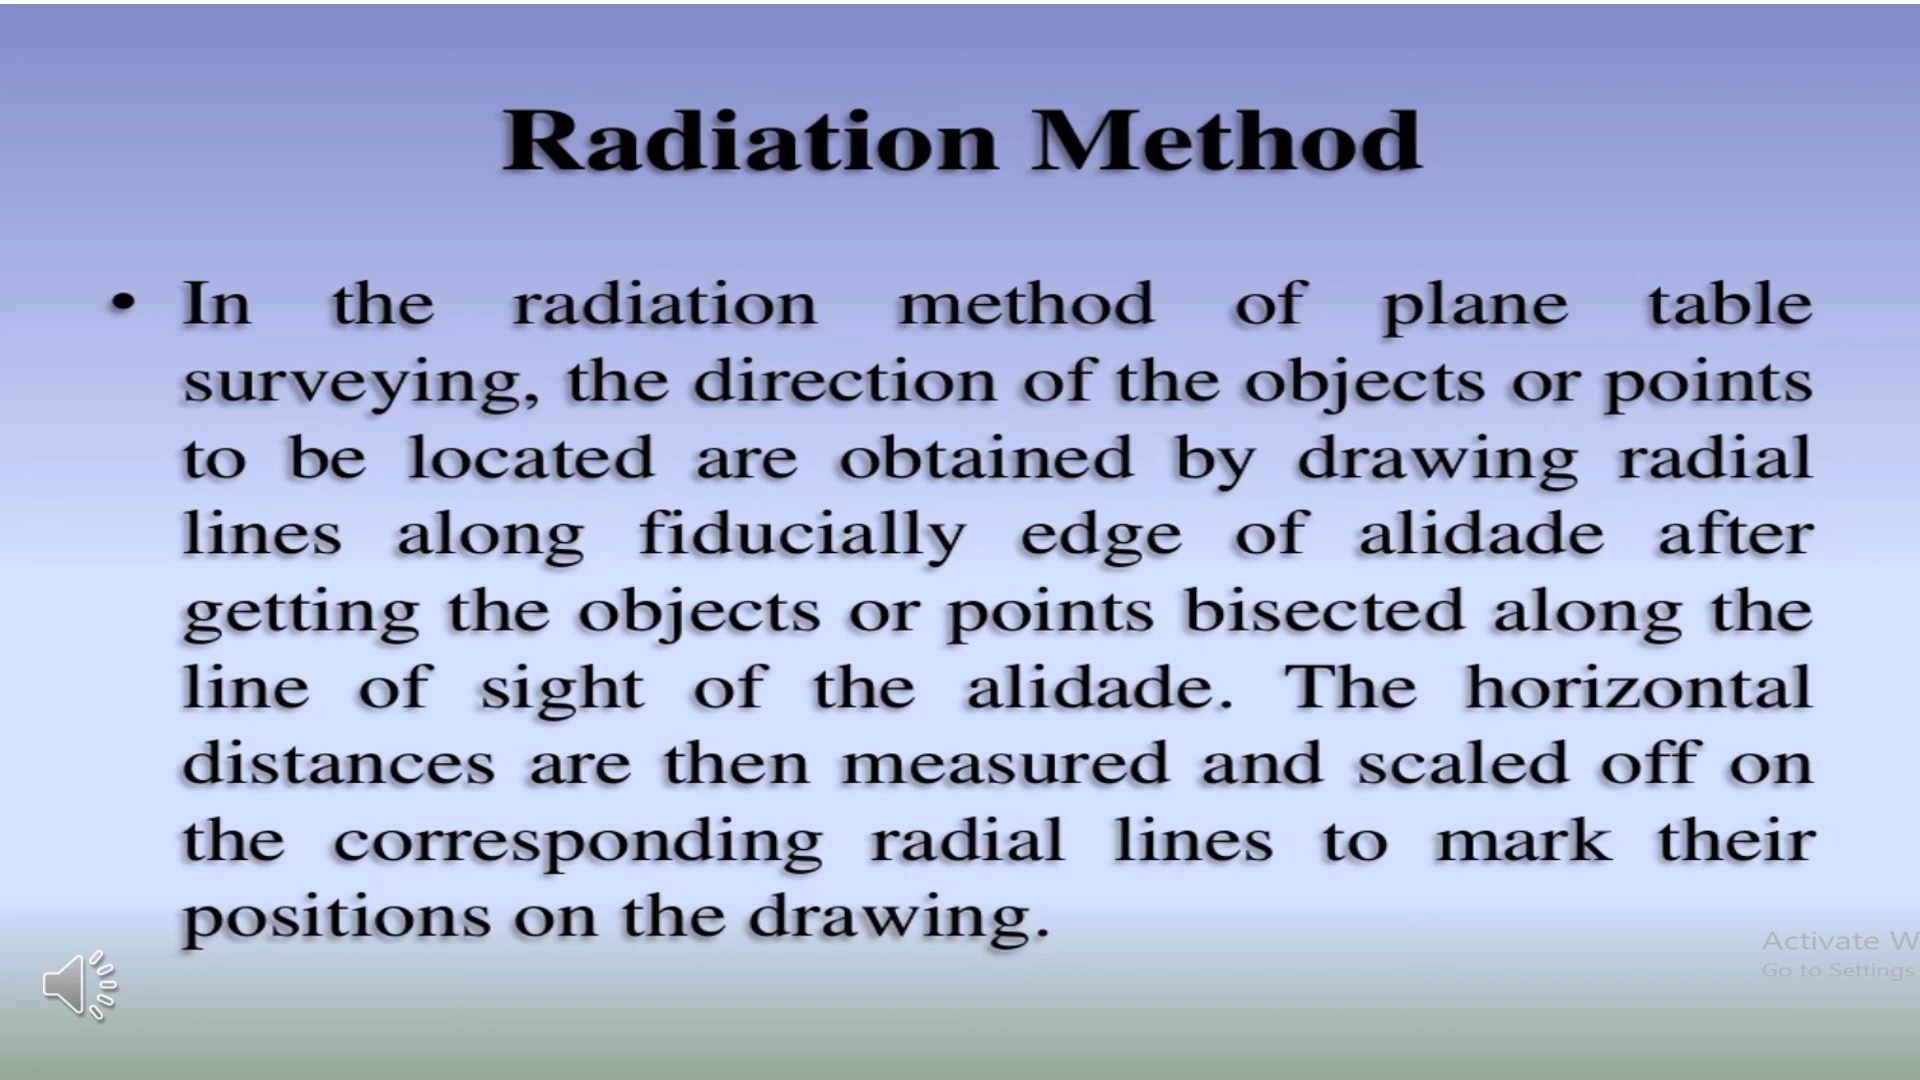 Radiation Method
• In the radiation method of plane table
surveying, the direction of the objects or points
to be located are obtained by drawing radial
lines along fiducially edge of alidade after
getting the objects or points bisected along the
line of sight of the alidade. The horizontal
distances are then measured and scaled off on
the corresponding radial lines to mark their
positions on the drawing.
Activate W
Go to Settings